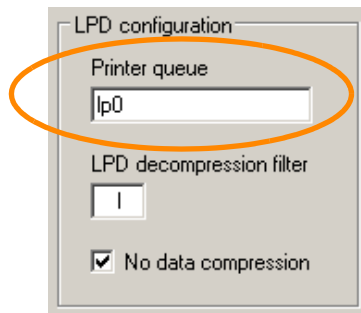 LPD configuration
Printer queue
lp0
LPD decompression filter
l
No data compression